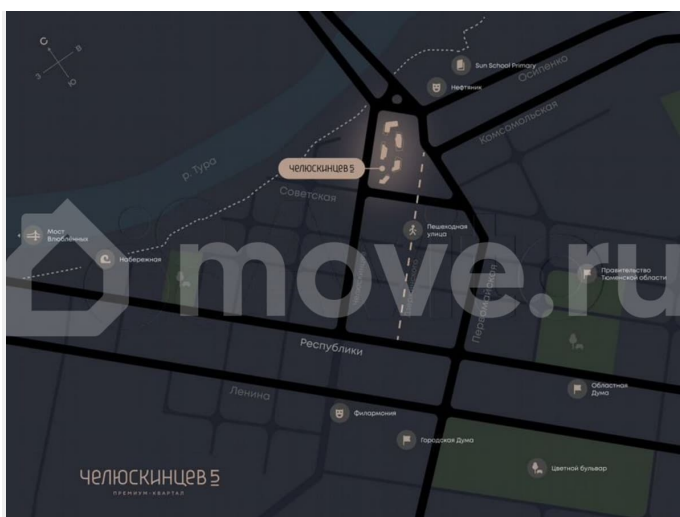 С
В
З
Ю
Sun School Primary
Осипенко
Нефтяник
Комсомольская
р. Тура
челюскинцев 5
Советская
Мост
Влюблённых
Набережная
Пешеходная
улица
move.ru
Первомайская
Правительство
Тюменской области
Республики
Ленина
Филармония
Городская Дума
Областная
Дума
Цветной бульвар
челюскинцев 5
ПРЕМИУМ-КВАРТАЛ